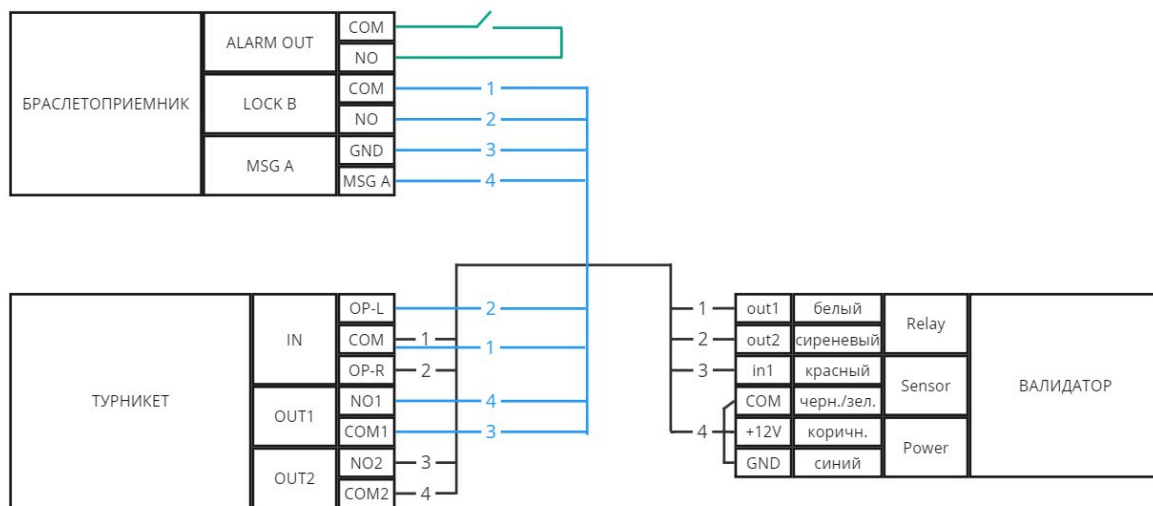 БРАСЛЕТОПРИЕМНИК
ALARM OUT
COM
NO
LOCK B
COM
1
NO
2
MSG A
GND
3
MSG A
4
ТУРНИКЕТ
IN
OP-L
2
COM
1
1
OP-R
2
OUT1
NO1
4
COM1
3
OUT2
NO2
3
COM2
4
1
out1
белый
Relay
2
out2
сиреневый
3
in1
красный
Sensor
COM
черн./зел.
4
+12V
коричн.
Power
GND
синий
ВАЛИДАТОР